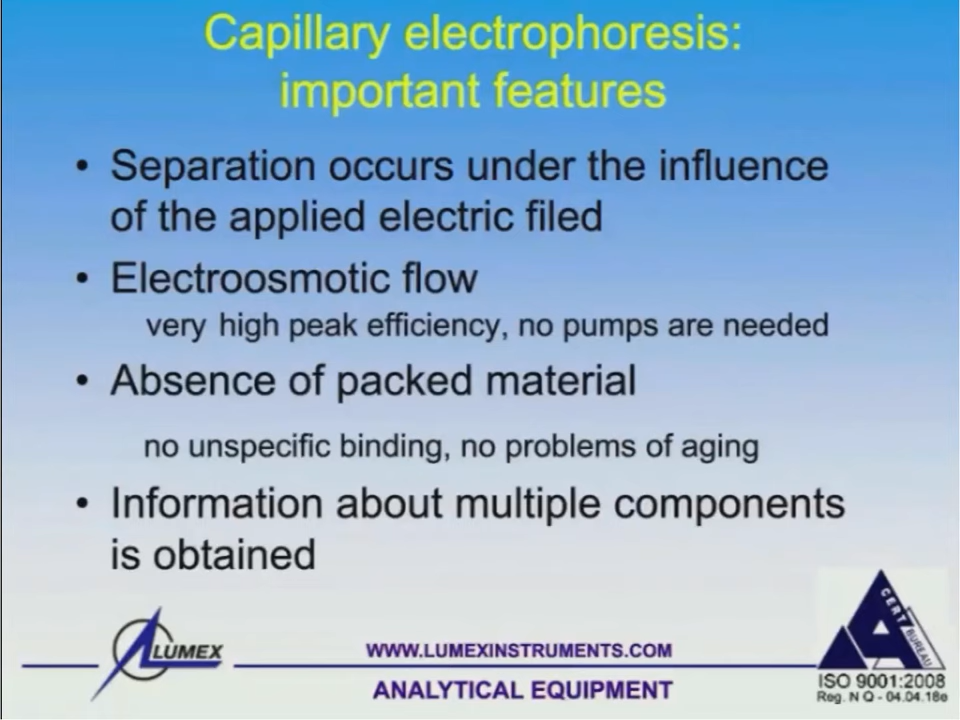 Capillary electrophoresis:
important features
• Separation occurs under the influence
of the applied electric filed
• Electroosmotic flow
very high peak efficiency, no pumps are needed
• Absence of packed material
no unspecific binding, no problems of aging
• Information about multiple components
is obtained
LUMEX
WWW.LUMEXINSTRUMENTS.COM
ANALYTICAL EQUIPMENT
CERT BUREAU
ISO 9001:2008
Reg. N Q - 04.04.18e